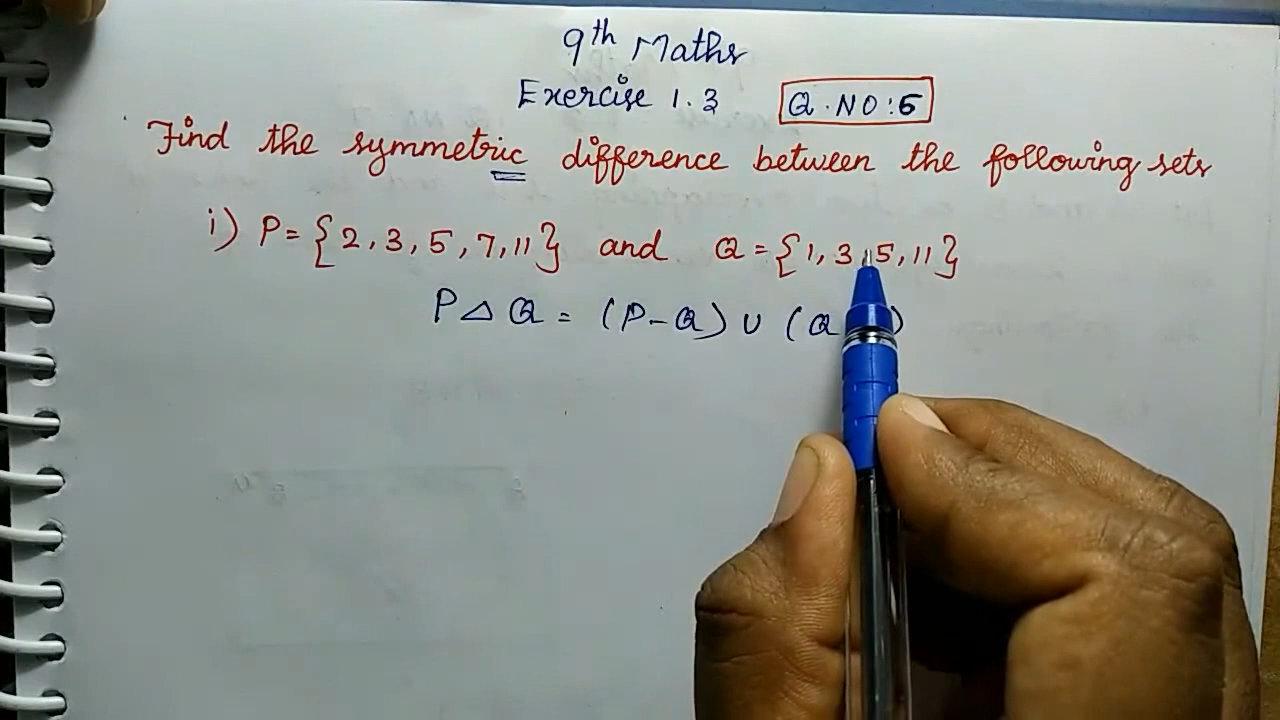 9th Maths
Exercise 1.3 Q.NO:6
Find the symmetric difference between the following sets
i) P = {2, 3, 5, 7, 11} and Q = {1, 3, 5, 11}
P △ Q = (P - Q) ∪ (Q )